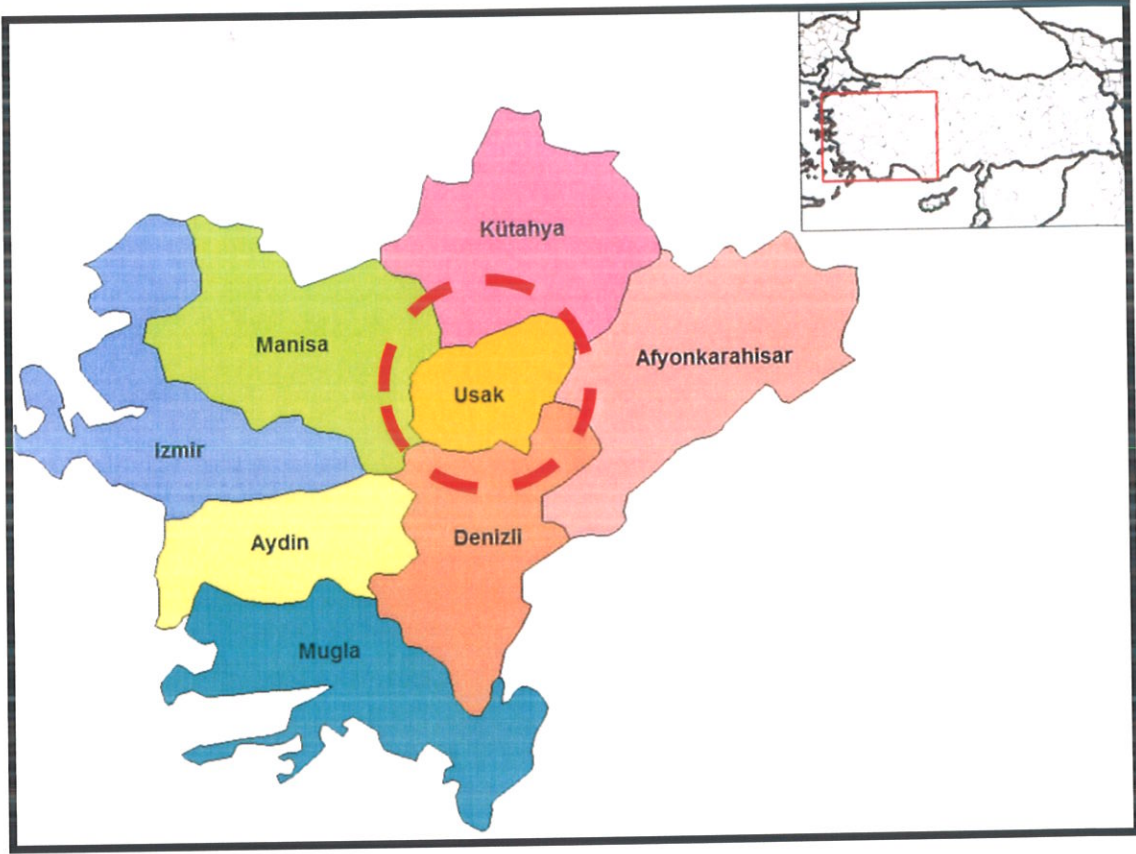 Kütahya
Manisa
Afyonkarahisar
Usak
Izmir
Denizli
Aydin
Mugla